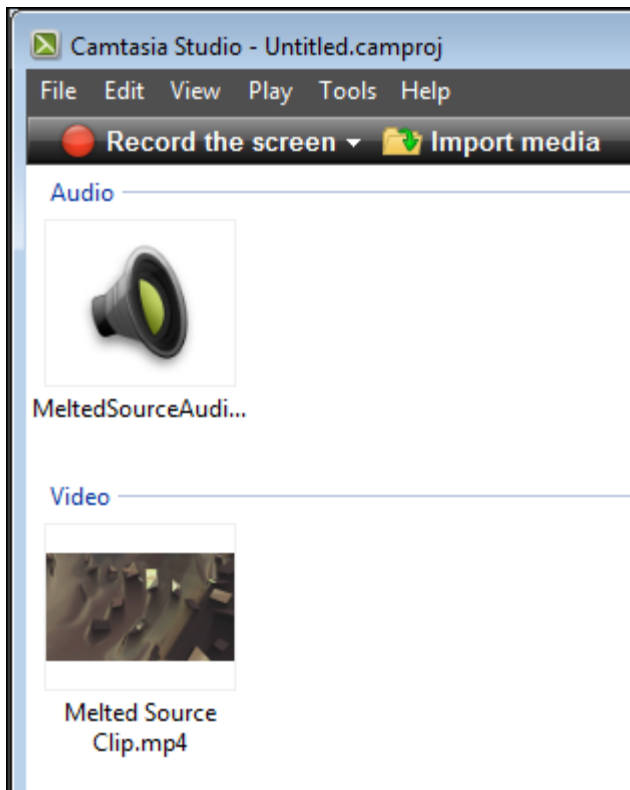 Camtasia Studio - Untitled.camproj
File Edit View Play Tools Help
Record the screen Import media
Audio
MeltedSourceAudi...
Video
Melted Source
Clip.mp4